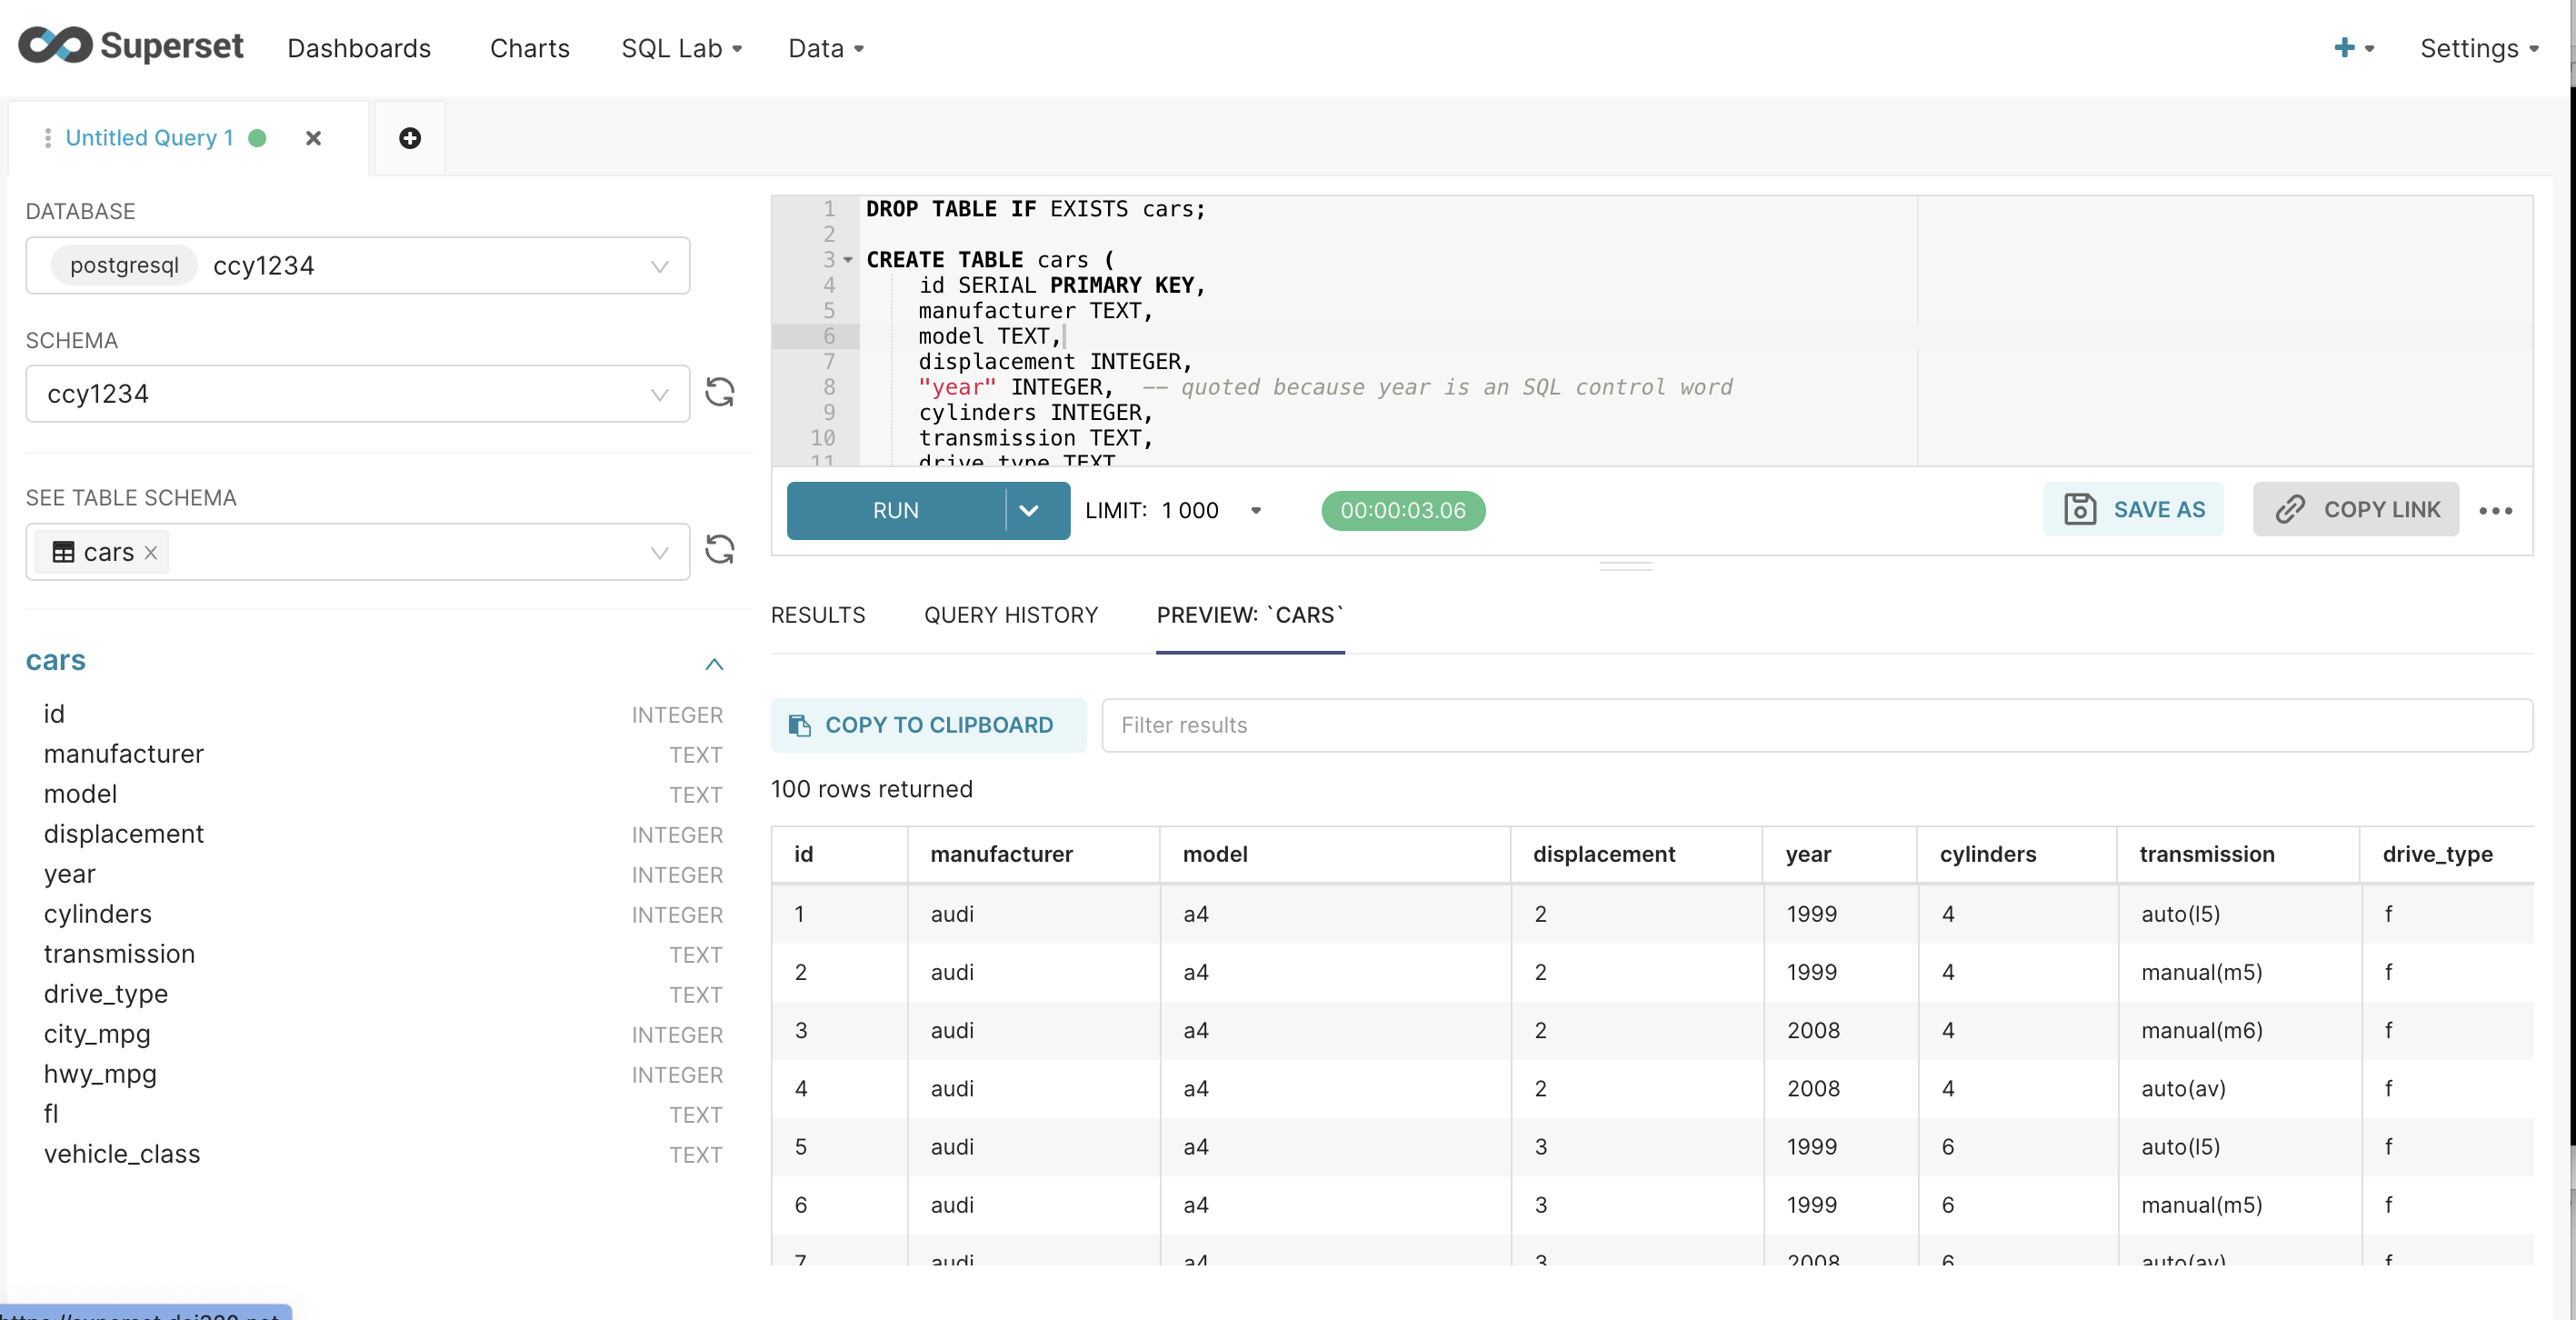 Superset Dashboards Charts SQL Lab Data Settings
Untitled Query 1
DATABASE
postgresql ccy1234
SCHEMA
ccy1234
SEE TABLE SCHEMA
cars
cars
id INTEGER
manufacturer TEXT
model TEXT
displacement INTEGER
year INTEGER
cylinders INTEGER
transmission TEXT
drive_type TEXT
city_mpg INTEGER
hwy_mpg INTEGER
fl TEXT
vehicle_class TEXT
1 DROP TABLE IF EXISTS cars;
2
3 CREATE TABLE cars (
4 id SERIAL PRIMARY KEY,
5 manufacturer TEXT,
6 model TEXT,
7 displacement INTEGER,
8 "year" INTEGER, -- quoted because year is an SQL control word
9 cylinders INTEGER,
10 transmission TEXT,
11 drive_type TEXT
RUN LIMIT: 1 000 00:00:03.06 SAVE AS COPY LINK
RESULTS QUERY HISTORY PREVIEW: `CARS`
COPY TO CLIPBOARD Filter results
100 rows returned
id manufacturer model displacement year cylinders transmission drive_type
1 audi a4 2 1999 4 auto(l5) f
2 audi a4 2 1999 4 manual(m5) f
3 audi a4 2 2008 4 manual(m6) f
4 audi a4 2 2008 4 auto(av) f
5 audi a4 3 1999 6 auto(l5) f
6 audi a4 3 1999 6 manual(m5) f
7 audi a4 3 2008 6 auto(av) f